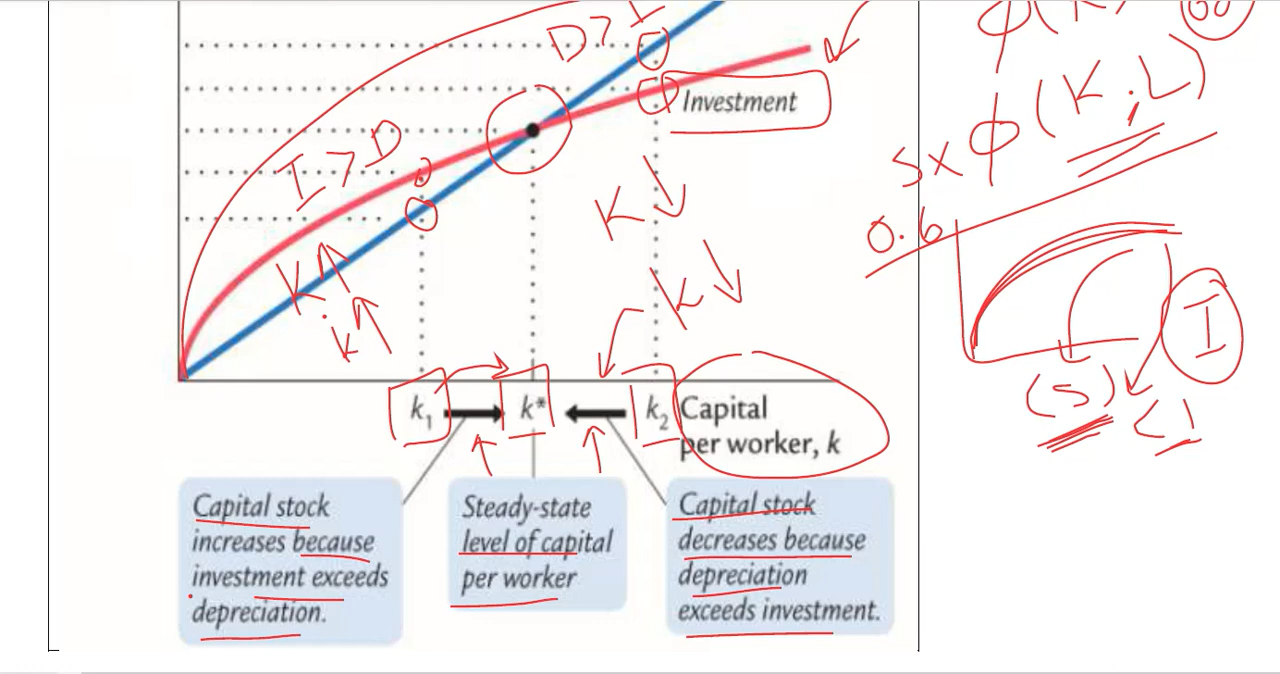 D > I
Investment
I > D
ϕ(K, L)
S × ϕ
0.6
K ↓
K ↑
k ↑
K ↓
I
(S)
< 1
k₁
k*
k₂
Capital
per worker, k
Capital stock
increases because
investment exceeds
depreciation.
Steady-state
level of capital
per worker
Capital stock
decreases because
depreciation
exceeds investment.